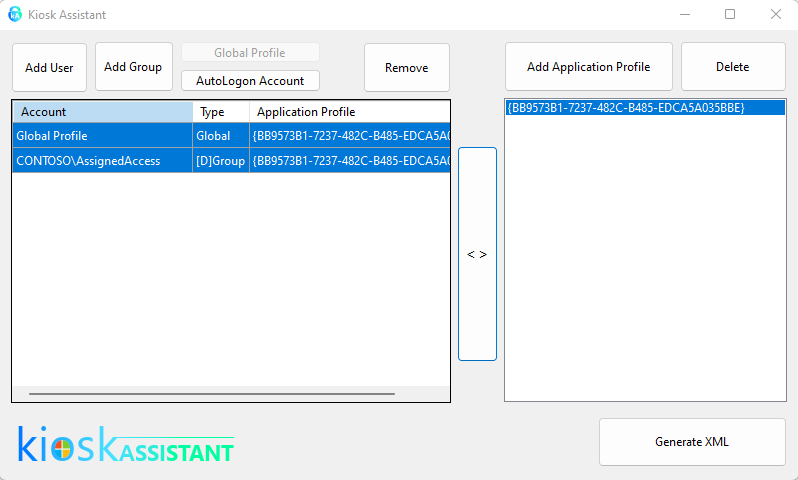 Kiosk Assistant
Add User
Add Group
Global Profile
AutoLogon Account
Remove
Add Application Profile
Delete
Account Type Application Profile
Global Profile Global {BB9573B1-7237-482C-B485-EDCA5A0
CONTOSO\AssignedAccess [D]Group {BB9573B1-7237-482C-B485-EDCA5A0
{BB9573B1-7237-482C-B485-EDCA5A035BBE}
< >
kiosk ASSISTANT
Generate XML